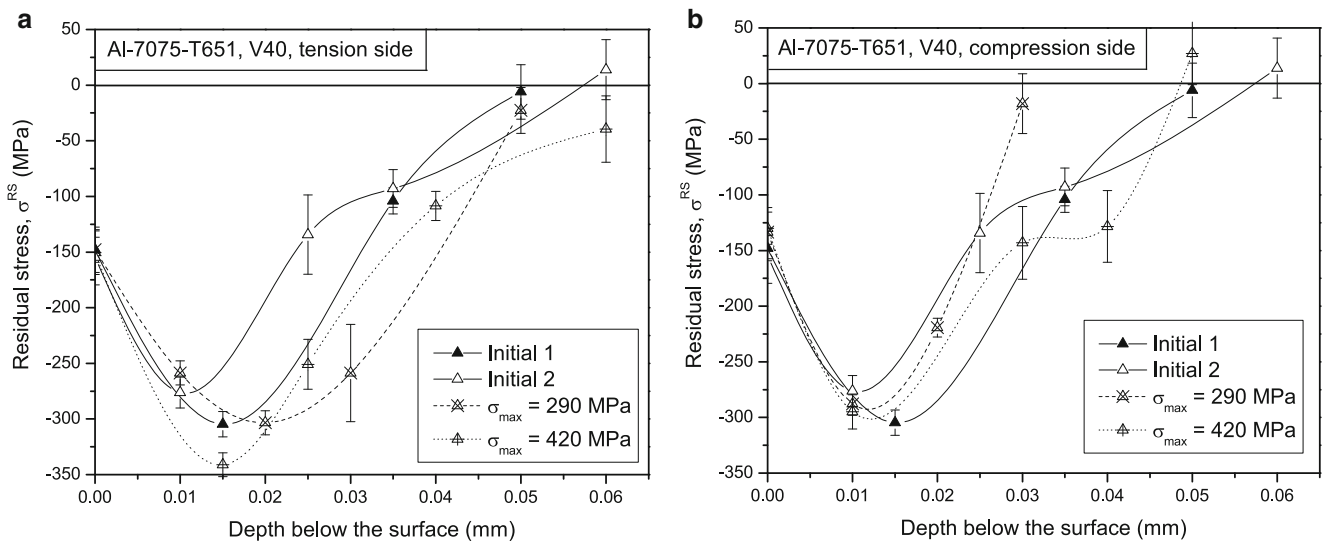 a
Al-7075-T651, V40, tension side
Residual stress, σ^RS (MPa)
50
0
-50
-100
-150
-200
-250
-300
-350
0.00 0.01 0.02 0.03 0.04 0.05 0.06
Depth below the surface (mm)
Initial 1
Initial 2
σ_max = 290 MPa
σ_max = 420 MPa
b
Al-7075-T651, V40, compression side
Residual stress, σ^RS (MPa)
50
0
-50
-100
-150
-200
-250
-300
-350
0.00 0.01 0.02 0.03 0.04 0.05 0.06
Depth below the surface (mm)
Initial 1
Initial 2
σ_max = 290 MPa
σ_max = 420 MPa